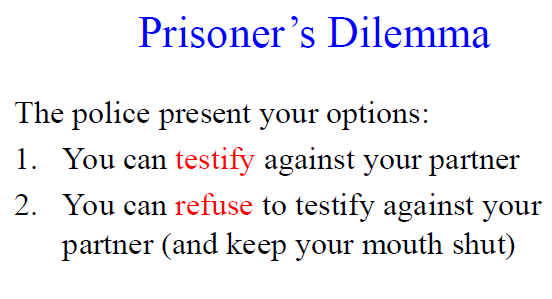 Prisoner’s Dilemma
The police present your options:
1. You can testify against your partner
2. You can refuse to testify against your
partner (and keep your mouth shut)